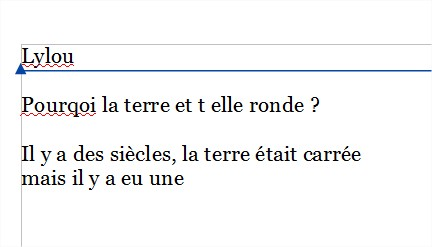 Lylou
Pourqoi la terre et t elle ronde ?
Il y a des siècles, la terre était carrée
mais il y a eu une